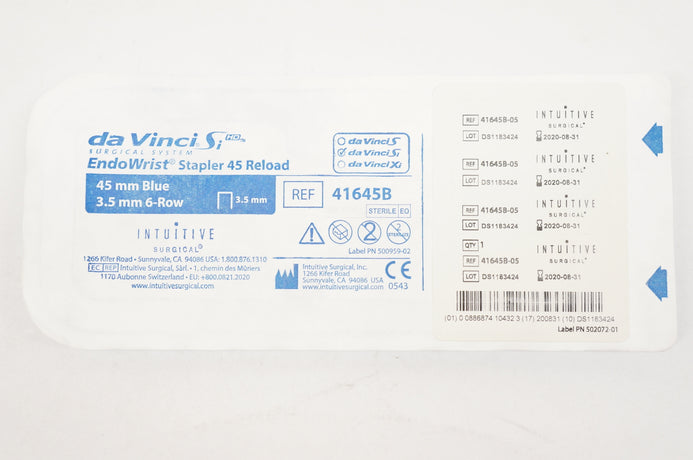 da Vinci Si HD
SURGICAL SYSTEM
EndoWrist® Stapler 45 Reload
da Vinci S
da Vinci Si
da Vinci Xi
45 mm Blue
3.5 mm 6-Row
3.5 mm
REF 41645B
STERILE EO
2
2
STERILIZE
Label PN 500959-02
INTUITIVE
SURGICAL®
1266 Kifer Road • Sunnyvale, CA 94086 USA: 1.800.876.1310
EC REP Intuitive Surgical, Sàrl. • 1, chemin des Mûriers
1170 Aubonne Switzerland • EU: +800.0821.2020
www.intuitivesurgical.com
Intuitive Surgical, Inc.
1266 Kifer Road
Sunnyvale, CA 94086 USA
CE
0543
REF 41645B-05 INTUITIVE
SURGICAL®
LOT DS1183424 2020-08-31
REF 41645B-05 INTUITIVE
SURGICAL®
LOT DS1183424 2020-08-31
REF 41645B-05 INTUITIVE
SURGICAL®
LOT DS1183424 2020-08-31
QTY 1 INTUITIVE
SURGICAL®
REF 41645B-05
LOT DS1183424 2020-08-31
(01) 0 0886874 10432 3 (17) 200831 (10) DS1183424
Label PN 502072-01